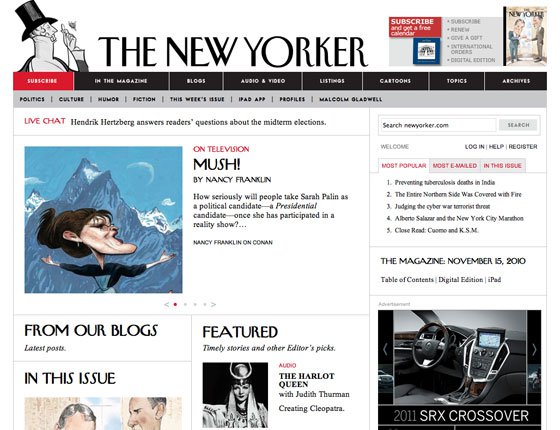 THE NEW YORKER
SUBSCRIBE
and get a free
calendar
SUBSCRIBE
RENEW
GIVE A GIFT
INTERNATIONAL
ORDERS
DIGITAL EDITION
SUBSCRIBE IN THE MAGAZINE BLOGS AUDIO & VIDEO LISTINGS CARTOONS TOPICS ARCHIVES
POLITICS | CULTURE | HUMOR | FICTION | THIS WEEK'S ISSUE | IPAD APP | PROFILES | MALCOLM GLADWELL
LIVE CHAT Hendrik Hertzberg answers readers' questions about the midterm elections.
ON TELEVISION
MUSH!
BY NANCY FRANKLIN
How seriously will people take Sarah Palin as
a political candidate—a Presidential
candidate—once she has participated in a
reality show?…
NANCY FRANKLIN ON CONAN
< >
FROM OUR BLOGS
Latest posts.
IN THIS ISSUE
FEATURED
Timely stories and other Editor's picks.
AUDIO
THE HARLOT
QUEEN
with Judith Thurman
Creating Cleopatra.
Search newyorker.com SEARCH
WELCOME LOG IN | HELP | REGISTER
MOST POPULAR MOST E-MAILED IN THIS ISSUE
1. Preventing tuberculosis deaths in India
2. The Entire Northern Side Was Covered with Fire
3. Judging the cyber war terrorist threat
4. Alberto Salazar and the New York City Marathon
5. Close Read: Cuomo and K.S.M.
THE MAGAZINE: NOVEMBER 15, 2010
Table of Contents | Digital Edition | iPad
Advertisement
2011 SRX CROSSOVER